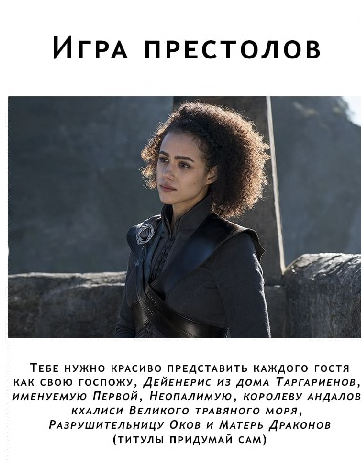 Игра престолов
Тебе нужно красиво представить каждого гостя
как свою госпожу, Дейенерис из дома Таргариенов,
именуемую Первой, Неопалимую, королеву андалов
кхалиси Великого травяного моря,
Разрушительницу Оков и Матерь Драконов
(титулы придумай сам)